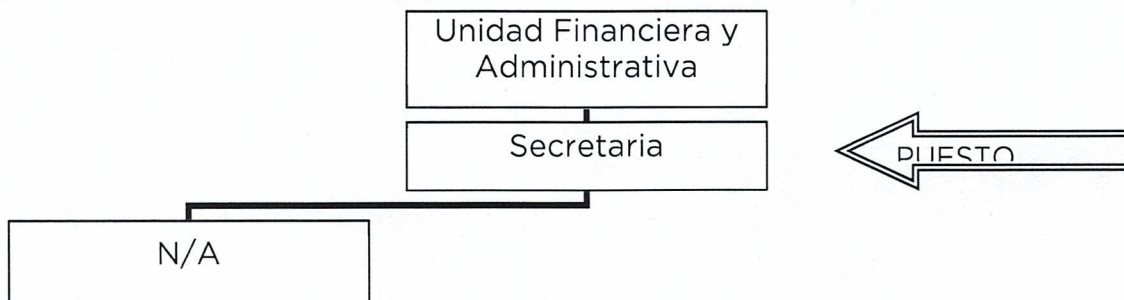 Unidad Financiera y
Administrativa
Secretaria
PUESTO
N/A